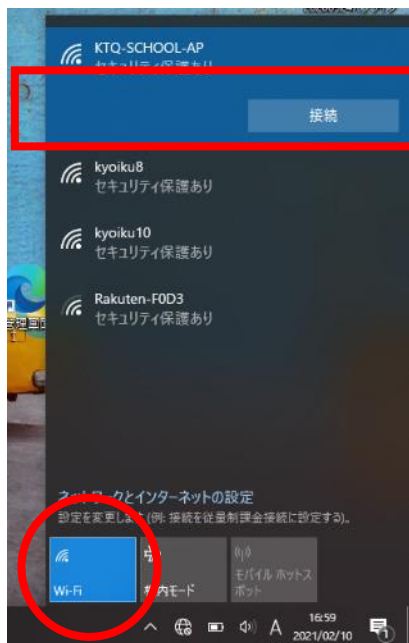 KTQ-SCHOOL-AP
セキュリティ保護あり
接続
kyoiku8
セキュリティ保護あり
kyoiku10
セキュリティ保護あり
Rakuten-F0D3
セキュリティ保護あり
ネットワークとインターネットの設定
設定を変更します (例: 接続を従量制課金接続に設定する)。
Wi-Fi
機内モード
モバイル ホットス
ポット
A
16:59
2021/02/10
1